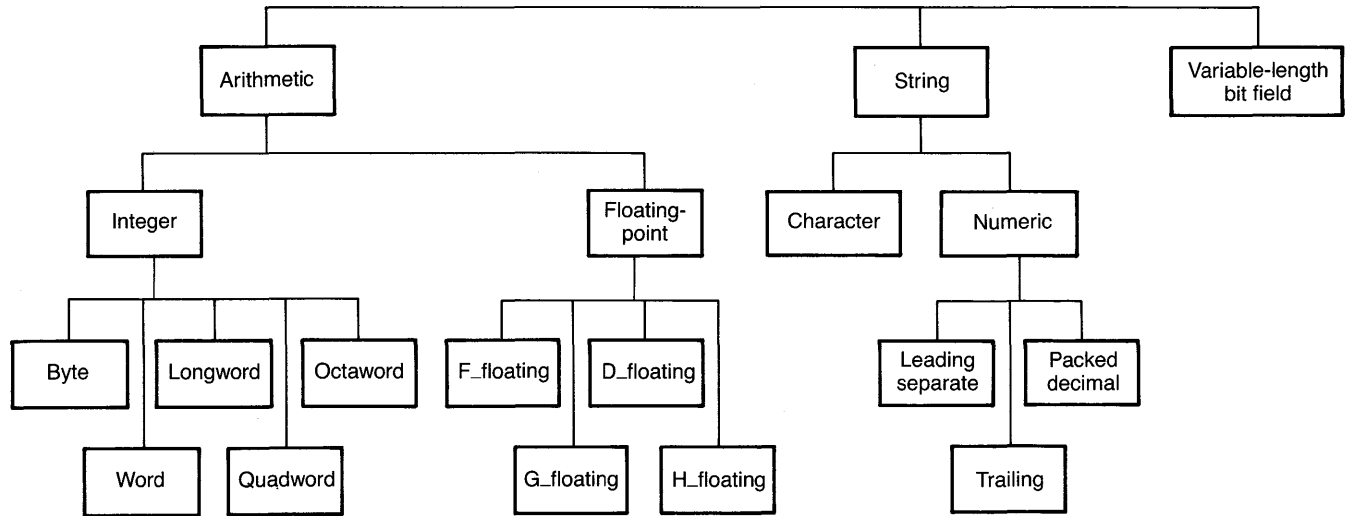 Arithmetic
String
Variable-length
bit field
Integer
Floating-
point
Character
Numeric
Byte
Longword
Octaword
F_floating
D_floating
Leading
separate
Packed
decimal
Word
Quadword
G_floating
H_floating
Trailing